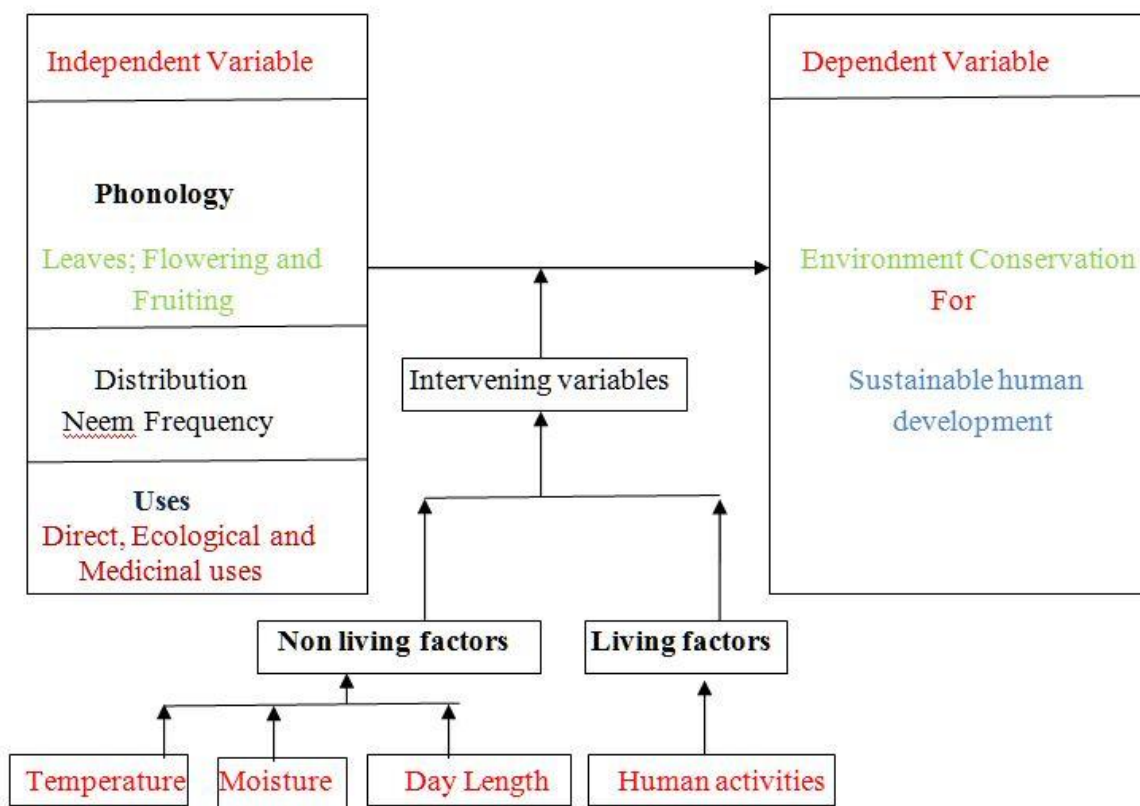 Independent Variable
Dependent Variable
Phonology
Leaves; Flowering and
Fruiting
Environment Conservation
For
Distribution
Neem Frequency
Intervening variables
Sustainable human
development
Uses
Direct, Ecological and
Medicinal uses
Non living factors
Living factors
Temperature
Moisture
Day Length
Human activities